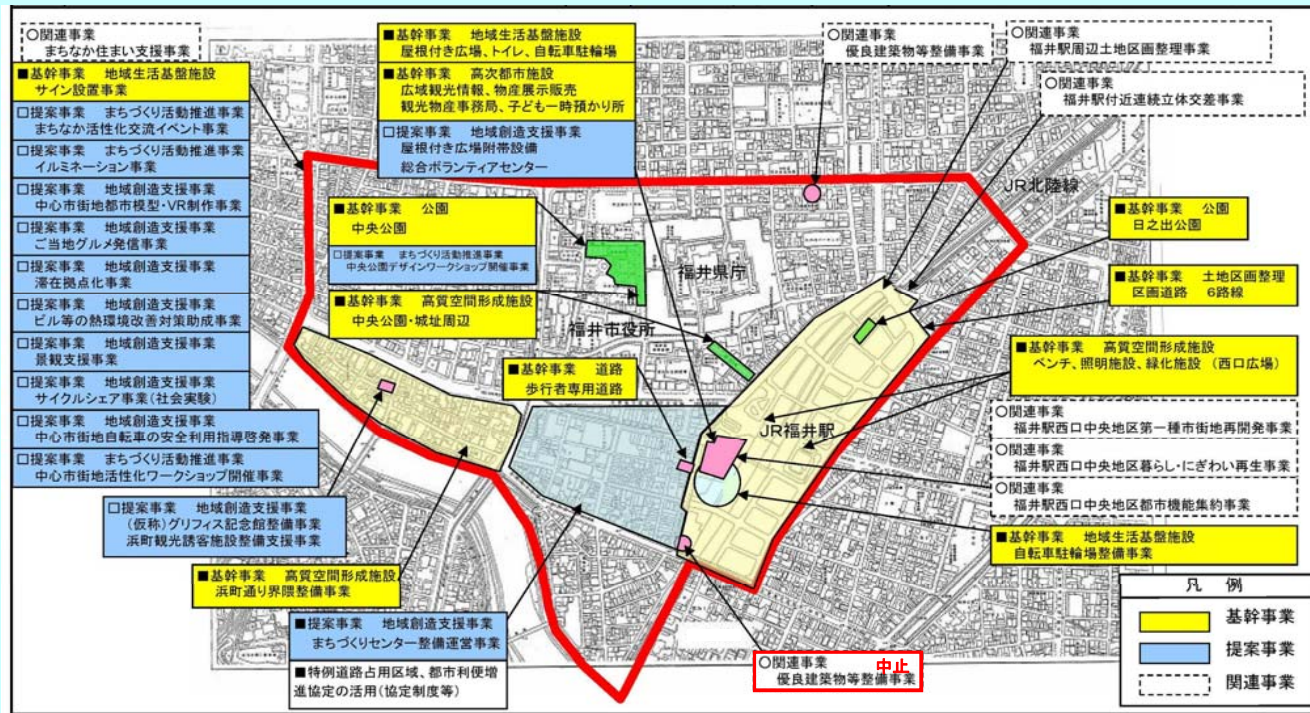 ○関連事業
まちなか住まい支援事業
■基幹事業 地域生活基盤施設
サイン設置事業
□提案事業 まちづくり活動推進事業
まちなか活性化交流イベント事業
□提案事業 まちづくり活動推進事業
イルミネーション事業
□提案事業 地域創造支援事業
中心市街地都市模型・VR制作事業
□提案事業 地域創造支援事業
ご当地グルメ発信事業
□提案事業 地域創造支援事業
滞在拠点化事業
□提案事業 地域創造支援事業
ビル等の熱環境改善対策助成事業
□提案事業 地域創造支援事業
景観支援事業
□提案事業 地域創造支援事業
サイクルシェア事業(社会実験)
□提案事業 地域創造支援事業
中心市街地自転車の安全利用指導啓発事業
□提案事業 まちづくり活動推進事業
中心市街地活性化ワークショップ開催事業
□提案事業 地域創造支援事業
(仮称)グリフィス記念館整備事業
浜町観光誘客施設整備支援事業
■基幹事業 高質空間形成施設
浜町通り界隈整備事業
■提案事業 地域創造支援事業
まちづくりセンター整備運営事業
■特例道路占用区域、都市利便増
進協定の活用(協定制度等)
■基幹事業 地域生活基盤施設
屋根付き広場、トイレ、自転車駐輪場
■基幹事業 高次都市施設
広域観光情報、物産展示販売
観光物産事務局、子ども一時預かり所
□提案事業 地域創造支援事業
屋根付き広場附帯設備
総合ボランティアセンター
■基幹事業 公園
中央公園
□提案事業 まちづくり活動推進事業
中央公園デザインワークショップ開催事業
■基幹事業 高質空間形成施設
中央公園・城址周辺
福井県庁
福井市役所
■基幹事業 道路
歩行者専用道路
JR福井駅
JR北陸線
○関連事業
優良建築物等整備事業
○関連事業
福井駅周辺土地区画整理事業
○関連事業
福井駅付近連続立体交差事業
■基幹事業 公園
日之出公園
■基幹事業 土地区画整理
区画道路 6路線
■基幹事業 高質空間形成施設
ベンチ、照明施設、緑化施設 (西口広場)
○関連事業
福井駅西口中央地区第一種市街地再開発事業
○関連事業
福井駅西口中央地区暮らし・にぎわい再生事業
○関連事業
福井駅西口中央地区都市機能集約事業
■基幹事業 地域生活基盤施設
自転車駐輪場整備事業
○関連事業 中止
優良建築物等整備事業
凡 例
基幹事業
提案事業
関連事業